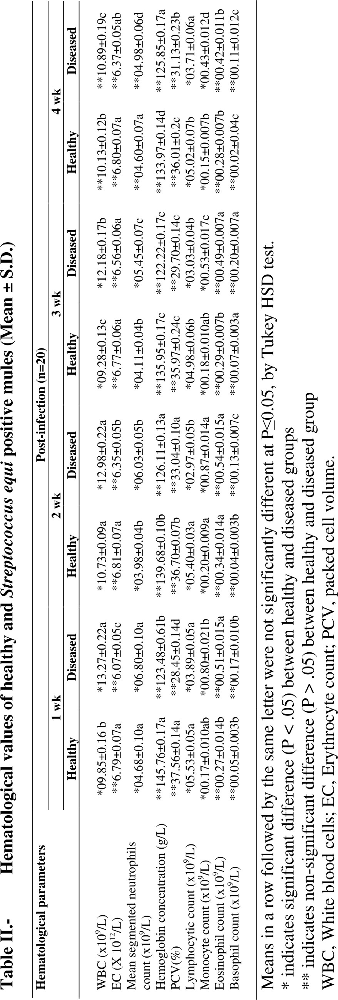 Table II.- Hematological values of healthy and Streptococcus equi positive mules (Mean ± S.D.)
Hematological parameters Post-infection (n=20)
1 wk 2 wk 3 wk 4 wk
Healthy Diseased Healthy Diseased Healthy Diseased Healthy Diseased
WBC (x10⁹/L) *09.85±0.16 b *13.27±0.22a *10.73±0.09a *12.98±0.22a *09.28±0.13c *12.18±0.17b **10.13±0.12b **10.89±0.19c
EC (X 10¹²/L) **6.79±0.07a **6.07±0.05c **6.81±0.07a **6.35±0.05b **6.77±0.06a **6.56±0.06a **6.80±0.07a **6.37±0.05ab
Mean segmented neutrophils
count (x10⁹/L) *04.68±0.10a *06.80±0.10a *03.98±0.04b *06.03±0.05b *04.11±0.04b *05.45±0.07c **04.60±0.07a **04.98±0.06d
Hemoglobin concentration (g/L) **145.76±0.17a **123.48±0.61b **139.68±0.10b **126.11±0.13a **135.95±0.17c **122.22±0.17c **133.97±0.14d **125.85±0.17a
PCV(%) **37.56±0.14a **28.45±0.14d **36.70±0.07b **33.04±0.10a **35.97±0.24c **29.70±0.14c **36.01±0.2c **31.13±0.23b
Lymphocytic count (x10⁹/L) *05.53±0.05a *03.89±0.05a *05.40±0.03a *02.97±0.05b *04.98±0.06b *03.03±0.04b *05.02±0.07b *03.71±0.06a
Monocyte count (x10⁹/L) *00.17±0.010ab *00.80±0.021b *00.20±0.009a *00.87±0.014a *00.18±0.010ab *00.53±0.017c *00.15±0.007b *00.43±0.012d
Eosinophil count (x10⁹/L) **00.27±0.014b **00.51±0.015a **00.34±0.014a **00.54±0.015a **00.29±0.007b **00.49±0.007a **00.28±0.007b **00.42±0.011b
Basophil count (x10⁹/L) **00.05±0.003b **00.17±0.010b **00.04±0.003b **00.13±0.007c **00.07±0.003a **00.20±0.007a **00.02±0.04c **00.11±0.012c
Means in a row followed by the same letter were not significantly different at P≤0.05, by Tukey HSD test.
* indicates significant difference (P < .05) between healthy and diseased groups
** indicates non-significant difference (P > .05) between healthy and diseased group
WBC, White blood cells; EC, Erythrocyte count; PCV, packed cell volume.